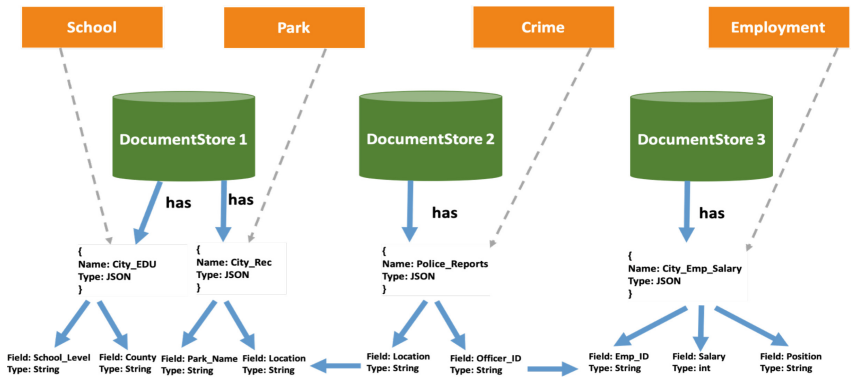 School
Park
Crime
Employment
DocumentStore 1
DocumentStore 2
DocumentStore 3
has
has
has
has
{
Name: City_EDU
Type: JSON
}
{
Name: City_Rec
Type: JSON
}
{
Name: Police_Reports
Type: JSON
}
{
Name: City_Emp_Salary
Type: JSON
}
Field: School_Level
Type: String
Field: County
Type: String
Field: Park_Name
Type: String
Field: Location
Type: String
Field: Location
Type: String
Field: Officer_ID
Type: String
Field: Emp_ID
Type: String
Field: Salary
Type: int
Field: Position
Type: String